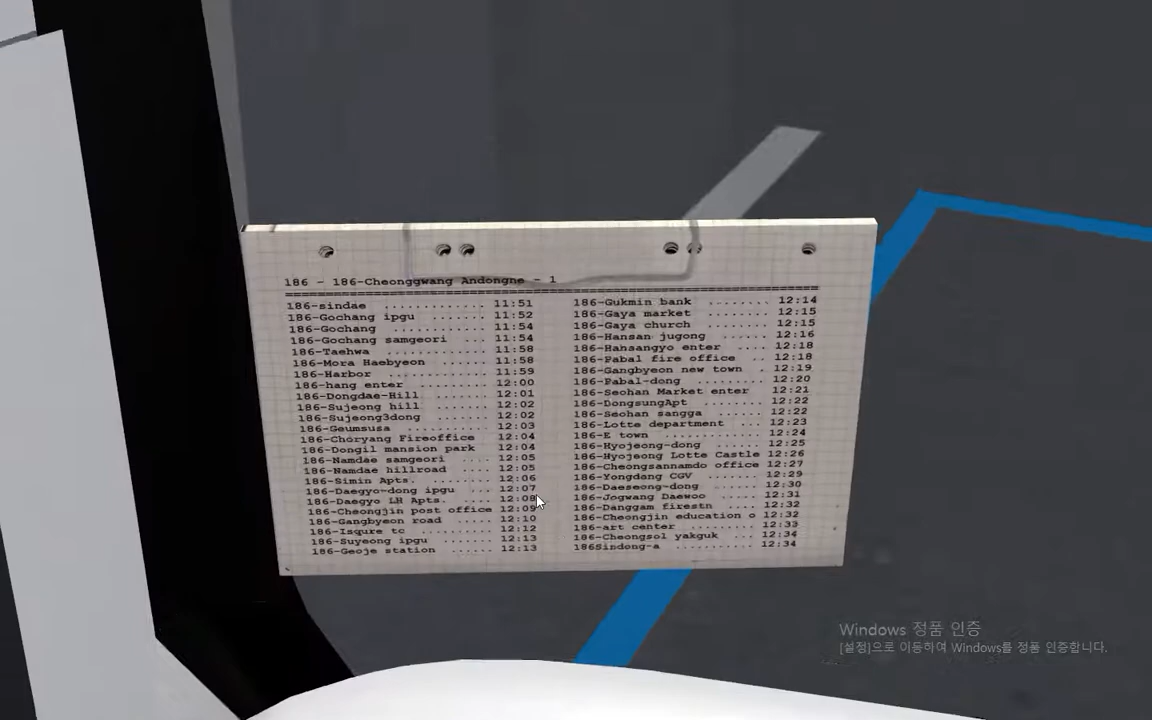 186 - 186-Cheonggwang Andongne - 1
186-sindae .............. 11:51
186-Gochang ipgu ....... 11:52
186-Gochang ........... 11:54
186-Gochang samgeori ... 11:54
186-Taehwa ............ 11:58
186-Mora Haebyeon ...... 11:58
186-Harbor ............ 11:59
186-hang enter ......... 12:00
186-Dongdae-Hill ....... 12:01
186-Sujeong hill ....... 12:02
186-Sujeong3dong ....... 12:02
186-Geumsusa .......... 12:03
186-Choryang Fireoffice 12:04
186-Dongil mansion park 12:04
186-Namdae samgeori .... 12:05
186-Namdae hillroad .... 12:05
186-Simin Apts. ....... 12:06
186-Daegyo-dong ipgu ... 12:07
186-Daegyo LH Apts. .... 12:08
186-Cheongjin post office 12:09
186-Gangbyeon road ..... 12:10
186-Isqure tc ......... 12:12
186-Suyeong ipgu ....... 12:13
186-Geoje station ...... 12:13
186-Gukmin bank ........ 12:14
186-Gaya market ....... 12:15
186-Gaya church ....... 12:15
186-Hansan jugong ...... 12:16
186-Hansangyo enter .... 12:18
186-Pabal fire office .. 12:18
186-Gangbyeon new town . 12:19
186-Pabal-dong ......... 12:20
186-Seohan Market enter 12:21
186-DongsungApt ........ 12:22
186-Seohan sangga ...... 12:22
186-Lotte department ... 12:23
186-E town ............ 12:24
186-Hyojeong-dong ...... 12:25
186-Hyojeong Lotte Castle 12:26
186-Cheongsannamdo office 12:27
186-Yongdang CGV ....... 12:29
186-Daeseong-dong ...... 12:30
186-Jogwang Daewoo ..... 12:31
186-Danggam firestn .... 12:32
186-Cheongjin education o 12:32
186-art center ......... 12:33
186-Cheongsol yakguk ... 12:34
186Sindong-a .......... 12:34
Windows 정품 인증
[설정]으로 이동하여 Windows를 정품 인증합니다.